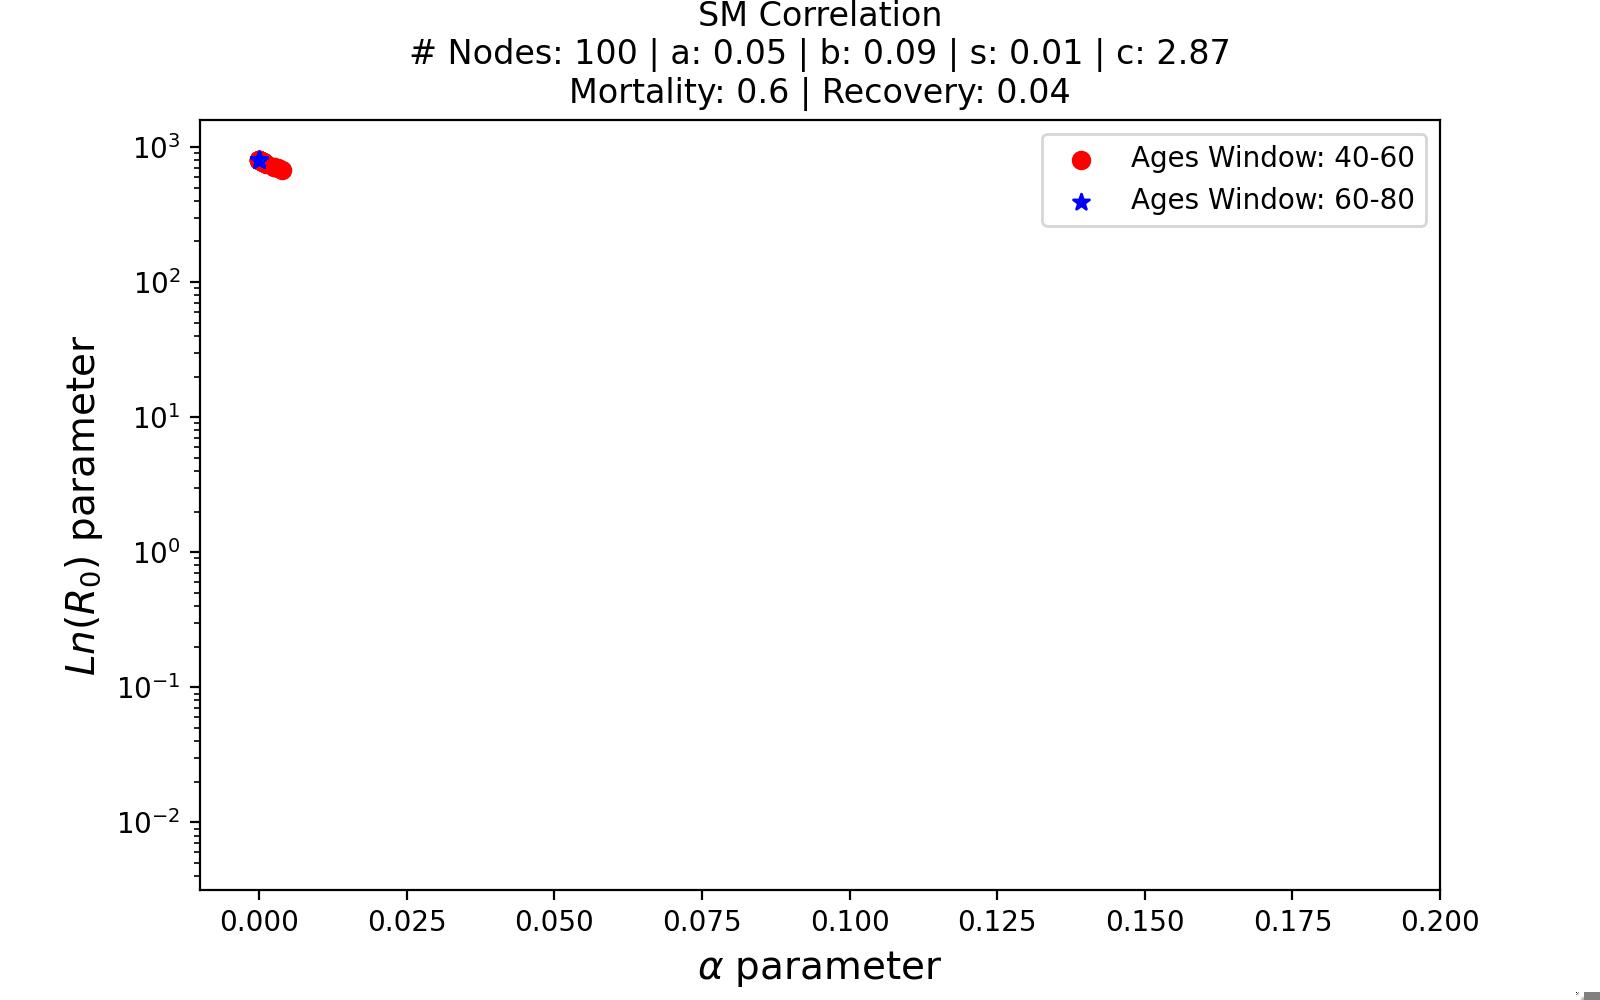 SM Correlation
# Nodes: 100 | a: 0.05 | b: 0.09 | s: 0.01 | c: 2.87
Mortality: 0.6 | Recovery: 0.04
Ages Window: 40-60
Ages Window: 60-80
10³
10²
10¹
10⁰
10⁻¹
10⁻²
Ln(R₀) parameter
0.000 0.025 0.050 0.075 0.100 0.125 0.150 0.175 0.200
α parameter